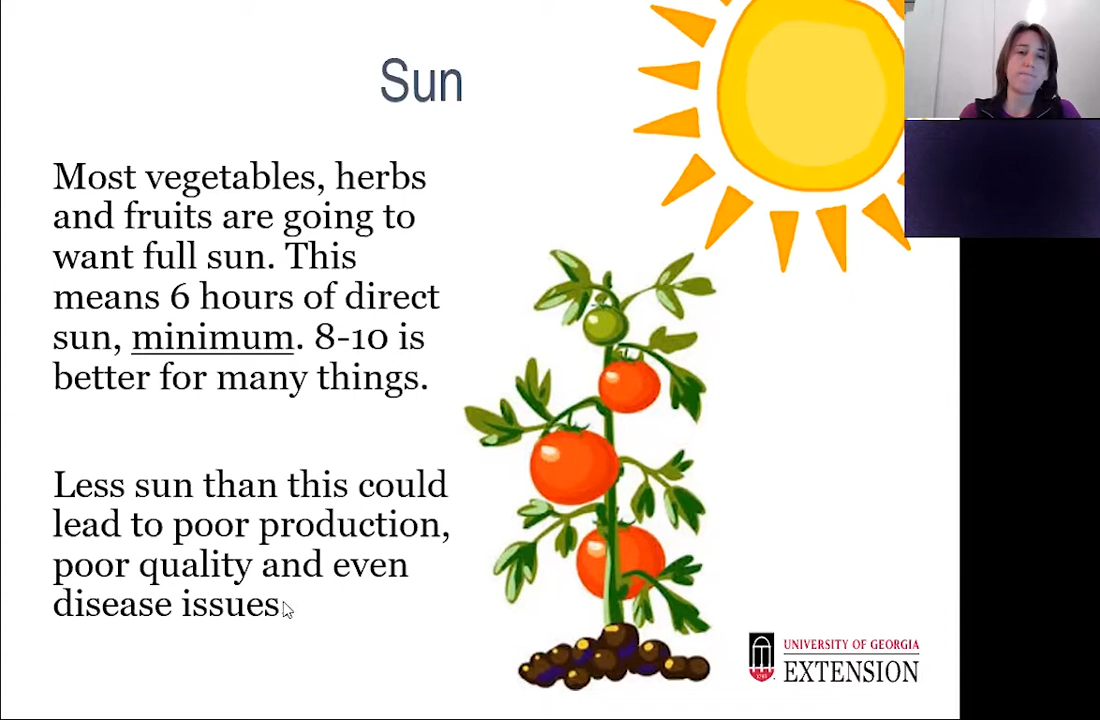 Sun
Most vegetables, herbs
and fruits are going to
want full sun. This
means 6 hours of direct
sun, minimum. 8-10 is
better for many things.
Less sun than this could
lead to poor production,
poor quality and even
disease issues
UNIVERSITY OF GEORGIA
EXTENSION